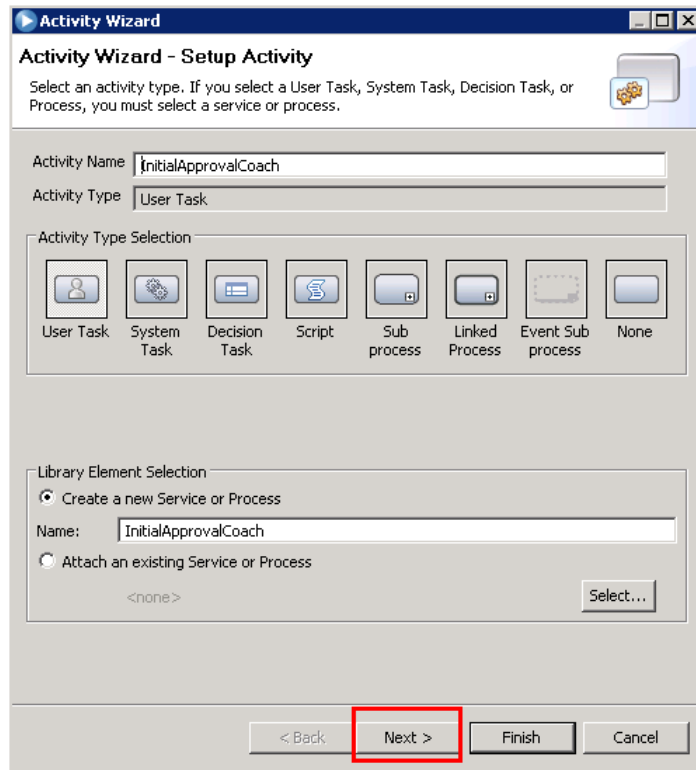 Activity Wizard
Activity Wizard - Setup Activity
Select an activity type. If you select a User Task, System Task, Decision Task, or
Process, you must select a service or process.
Activity Name InitialApprovalCoach
Activity Type User Task
Activity Type Selection
User Task System Task Decision Task Script Sub process Linked Process Event Sub process None
Library Element Selection
Create a new Service or Process
Name: InitialApprovalCoach
Attach an existing Service or Process
<none> Select...
< Back Next > Finish Cancel